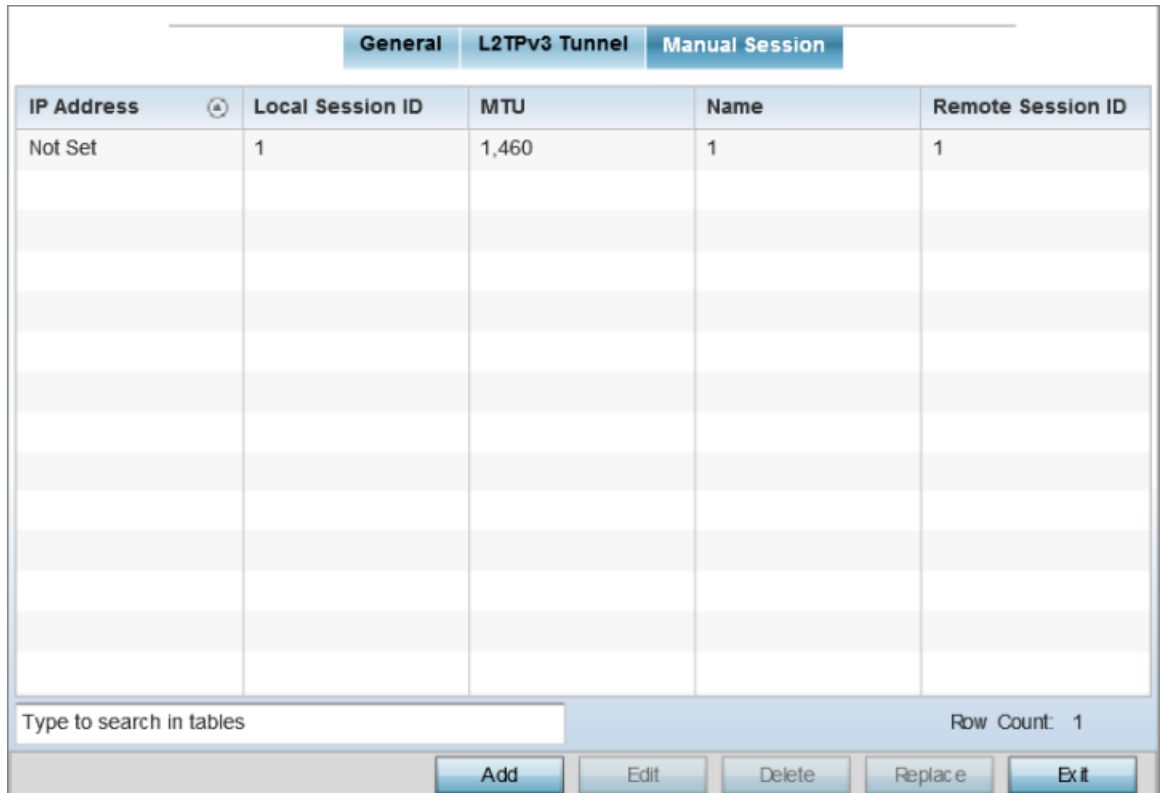 General L2TPv3 Tunnel Manual Session
IP Address Local Session ID MTU Name Remote Session ID
Not Set 1 1,460 1 1
Type to search in tables Row Count: 1
Add Edit Delete Replace Exit